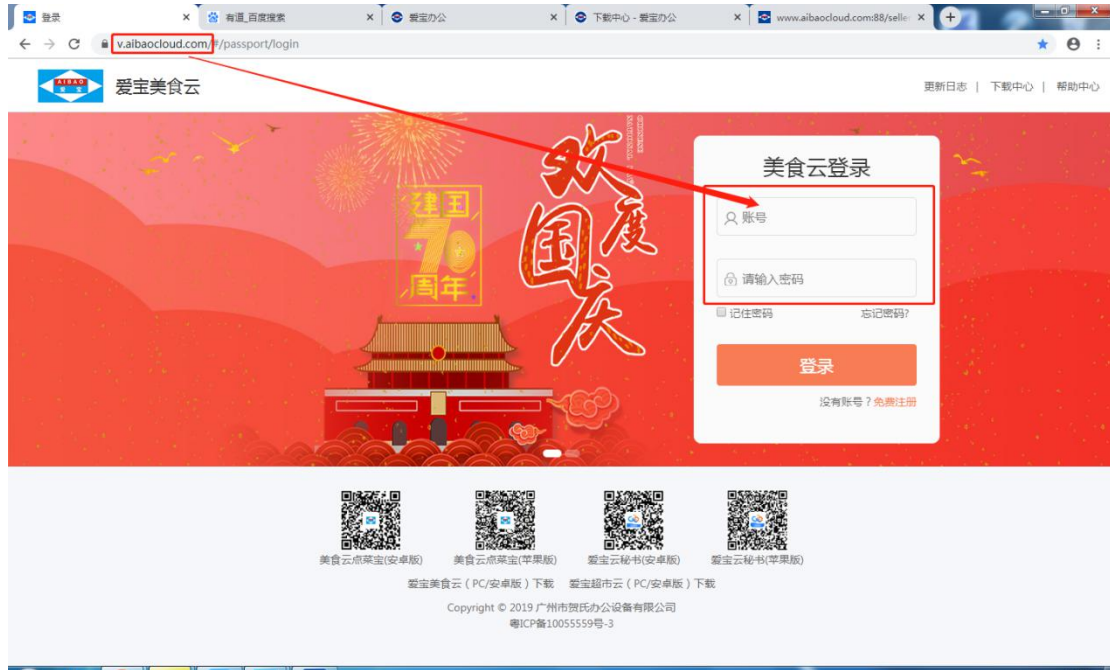 登录
有道_百度搜索
爱宝办公
下载中心 - 爱宝办公
www.aibaocloud.com:88/selle
v.aibaocloud.com/#/passport/login
AIBAO
爱宝
爱宝美食云
更新日志 | 下载中心 | 帮助中心
建国
70
周年
欢度
国庆
美食云登录
账号
请输入密码
记住密码 忘记密码?
登录
没有账号？免费注册
美食云点菜宝(安卓版) 美食云点菜宝(苹果版) 爱宝云秘书(安卓版) 爱宝云秘书(苹果版)
爱宝美食云（PC/安卓版）下载 爱宝超市云（PC/安卓版）下载
Copyright © 2019 广州市贺氏办公设备有限公司
粤ICP备10055559号-3